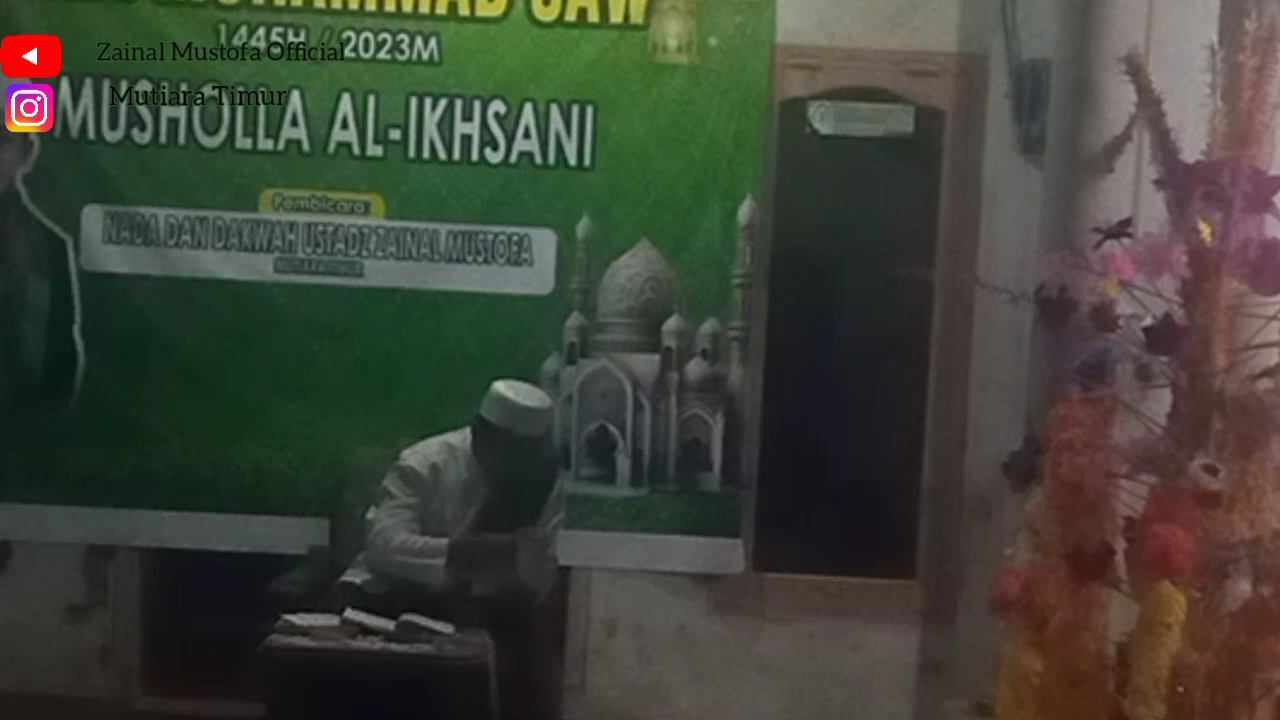 MUHAMMAD SAW
1445H / 2023M
Zainal Mustofa Official
Mutiara Timur
MUSHOLLA AL-IKHSANI
Pembicara:
NADA DAN DAKWAH USTADZ ZAINAL MUSTOFA